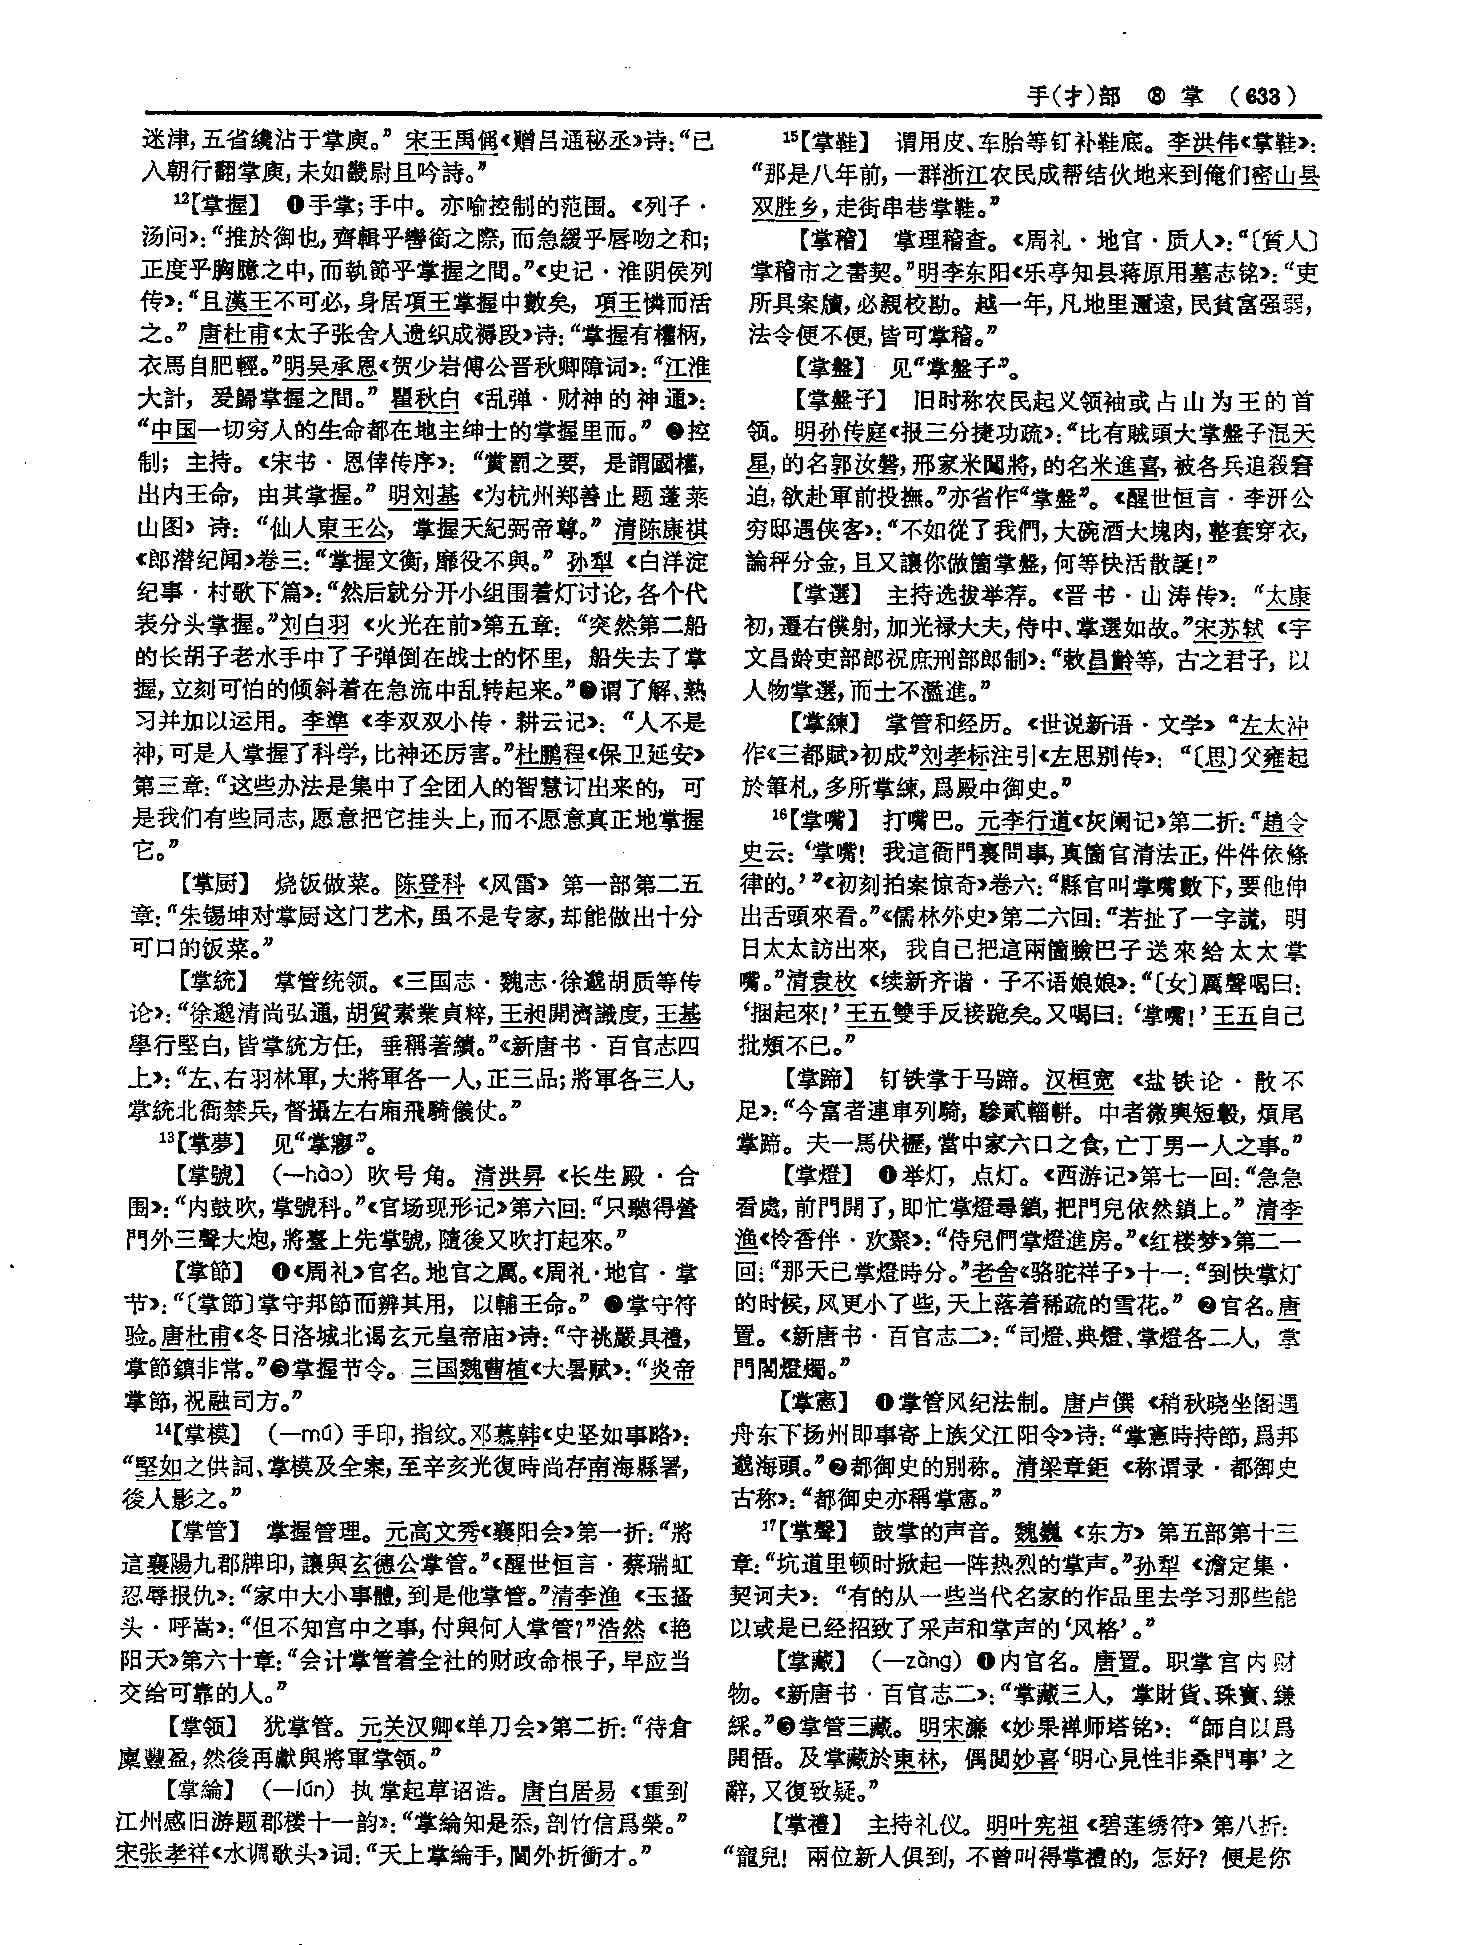 手(扌)部 ⑧ 掌 (633)
迷津,五省纔沾于掌庾。”宋王禹偁《赠吕通秘丞》诗:“已
入朝行翻掌庾,未如畿尉且吟詩。”
12【掌握】 ❶手掌;手中。亦喻控制的范围。《列子·
汤问》:“推於御也,齊輯乎轡銜之際,而急緩乎唇吻之和;
正度乎胸臆之中,而執節乎掌握之間。”《史记·淮阴侯列
传》:“且漢王不可必,身居項王掌握中數矣,項王憐而活
之。”唐杜甫《太子张舍人遗织成褥段》诗:“掌握有權柄,
衣馬自肥輕。”明吴承恩《贺少岩傅公晋秋卿障词》:“江淮
大計,爰歸掌握之間。”瞿秋白《乱弹·财神的神通》:
“中国一切穷人的生命都在地主绅士的掌握里而。”❷控
制;主持。《宋书·恩倖传序》:“賞罰之要,是謂國權,
出内王命,由其掌握。”明刘基《为杭州郑善止题蓬莱
山图》诗:“仙人東王公,掌握天紀弼帝尊。”清陈康祺
《郎潜纪闻》卷三:“掌握文衡,靡役不與。”孙犁《白洋淀
纪事·村歌下篇》:“然后就分开小组围着灯讨论,各个代
表分头掌握。”刘白羽《火光在前》第五章:“突然第二船
的长胡子老水手中了子弹倒在战士的怀里,船失去了掌
握,立刻可怕的倾斜着在急流中乱转起来。”❸谓了解、熟
习并加以运用。李準《李双双小传·耕云记》:“人不是
神,可是人掌握了科学,比神还厉害。”杜鹏程《保卫延安》
第三章:“这些办法是集中了全团人的智慧订出来的,可
是我们有些同志,愿意把它挂头上,而不愿意真正地掌握
它。”
【掌厨】 烧饭做菜。陈登科《风雷》第一部第二五
章:“朱锡坤对掌厨这门艺术,虽不是专家,却能做出十分
可口的饭菜。”
【掌統】 掌管统领。《三国志·魏志·徐邈胡质等传
论》:“徐邈清尚弘通,胡質素業貞粹,王昶開濟識度,王基
學行堅白,皆掌統方任,垂稱著績。”《新唐书·百官志四
上》:“左、右羽林軍,大將軍各一人,正三品;將軍各三人,
掌統北衙禁兵,督攝左右廂飛騎儀仗。”
13【掌夢】 见“掌㝱”。
【掌號】 (—hào)吹号角。清洪昇《长生殿·合
围》:“内鼓吹,掌號科。”《官场现形记》第六回:“只聽得營
門外三聲大炮,將臺上先掌號,隨後又吹打起來。”
【掌節】 ❶《周礼》官名。地官之属。《周礼·地官·掌
节》:“〔掌節〕掌守邦節而辨其用,以輔王命。”❷掌守符
验。唐杜甫《冬日洛城北谒玄元皇帝庙》诗:“守祧嚴具禮,
掌節鎮非常。”❸掌握节令。三国魏曹植《大暑赋》:“炎帝
掌節,祝融司方。”
14【掌模】 (—mú)手印,指纹。邓慕韩《史坚如事略》:
“堅如之供詞、掌模及全案,至辛亥光復時尚存南海縣署,
後人影之。”
【掌管】 掌握管理。元高文秀《襄阳会》第一折:“將
這襄陽九郡牌印,讓與玄德公掌管。”《醒世恒言·蔡瑞虹
忍辱报仇》:“家中大小事體,到是他掌管。”清李渔《玉搔
头·呼嵩》:“但不知宫中之事,付與何人掌管?”浩然《艳
阳天》第六十章:“会计掌管着全社的财政命根子,早应当
交给可靠的人。”
【掌领】 犹掌管。元关汉卿《单刀会》第二折:“待倉
廩豐盈,然後再獻與將軍掌領。”
【掌綸】 (—lún)执掌起草诏诰。唐白居易《重到
江州感旧游题郡楼十一韵》:“掌綸知是忝,剖竹信爲榮。”
宋张孝祥《水调歌头》词:“天上掌綸手,閫外折衝才。”
15【掌鞋】 谓用皮、车胎等钉补鞋底。李洪伟《掌鞋》:
“那是八年前,一群浙江农民成帮结伙地来到俺们密山县
双胜乡,走街串巷掌鞋。”
【掌稽】 掌理稽查。《周礼·地官·质人》:“〔質人〕
掌稽市之書契。”明李东阳《乐亭知县蒋原用墓志铭》:“吏
所具案牘,必親校勘。越一年,凡地里邇遠,民貧富强弱,
法令便不便,皆可掌稽。”
【掌盤】 见“掌盤子”。
【掌盤子】 旧时称农民起义领袖或占山为王的首
领。明孙传庭《报三分捷功疏》:“比有賊頭大掌盤子混天
星,的名郭汝磐,邢家米闖將,的名米進喜,被各兵追殺窘
迫,欲赴軍前投撫。”亦省作“掌盤”。《醒世恒言·李汧公
穷邸遇侠客》:“不如從了我們,大碗酒大塊肉,整套穿衣,
論秤分金,且又讓你做箇掌盤,何等快活散誕!”
【掌選】 主持选拔举荐。《晋书·山涛传》:“太康
初,遷右僕射,加光禄大夫,侍中、掌選如故。”宋苏轼《宇
文昌龄吏部郎祝庶刑部郎制》:“敕昌齡等,古之君子,以
人物掌選,而士不濫進。”
【掌練】 掌管和经历。《世说新语·文学》“左太冲
作《三都賦》初成”刘孝标注引《左思别传》:“〔思〕父雍起
於筆札,多所掌練,爲殿中御史。”
16【掌嘴】 打嘴巴。元李行道《灰阑记》第二折:“趙令
史云:‘掌嘴!我這衙門裏問事,真箇官清法正,件件依條
律的。’”《初刻拍案惊奇》卷六:“縣官叫掌嘴數下,要他伸
出舌頭來看。”《儒林外史》第二六回:“若扯了一字謊,明
日太太訪出來,我自己把這兩箇臉巴子送來給太太掌
嘴。”清袁枚《续新齐谐·子不语娘娘》:“〔女〕厲聲喝曰:
‘捆起來!’王五雙手反接跪矣。又喝曰:‘掌嘴!’王五自己
批頰不已。”
【掌蹄】 钉铁掌于马蹄。汉桓宽《盐铁论·散不
足》:“今富者連車列騎,驂貳輜軿。中者微輿短轂,煩尾
掌蹄。夫一馬伏櫪,當中家六口之食,亡丁男一人之事。”
【掌燈】 ❶举灯,点灯。《西游记》第七一回:“急急
看處,前門開了,即忙掌燈尋鎖,把門兒依然鎖上。”清李
渔《怜香伴·欢聚》:“侍兒們掌燈進房。”《红楼梦》第二一
回:“那天已掌燈時分。”老舍《骆驼祥子》十一:“到快掌灯
的时候,风更小了些,天上落着稀疏的雪花。”❷官名。唐
置。《新唐书·百官志二》:“司燈、典燈、掌燈各二人,掌
門閤燈燭。”
【掌憲】 ❶掌管风纪法制。唐卢僎《稍秋晓坐阁遇
舟东下扬州即事寄上族父江阳令》诗:“掌憲時持節,爲邦
邈海頭。”❷都御史的别称。清梁章鉅《称谓录·都御史
古称》:“都御史亦稱掌憲。”
17【掌聲】 鼓掌的声音。魏巍《东方》第五部第十三
章:“坑道里顿时掀起一阵热烈的掌声。”孙犁《澹定集·
契诃夫》:“有的从一些当代名家的作品里去学习那些能
以或是已经招致了采声和掌声的‘风格’。”
【掌藏】 (—zàng)❶内官名。唐置。职掌宫内财
物。《新唐书·百官志二》:“掌藏三人,掌財貨、珠寶、縑
綵。”❷掌管三藏。明宋濂《妙果禅师塔铭》:“師自以爲
開悟。及掌藏於東林,偶閲妙喜‘明心見性非桑門事’之
辭,又復致疑。”
【掌禮】 主持礼仪。明叶宪祖《碧莲绣符》第八折:
“寵兒!兩位新人俱到,不曾叫得掌禮的,怎好?便是你